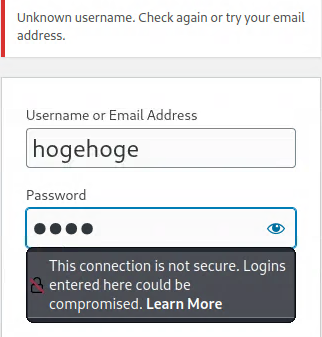 Unknown username. Check again or try your email
address.
Username or Email Address
hogehoge
Password
This connection is not secure. Logins
entered here could be
compromised. Learn More